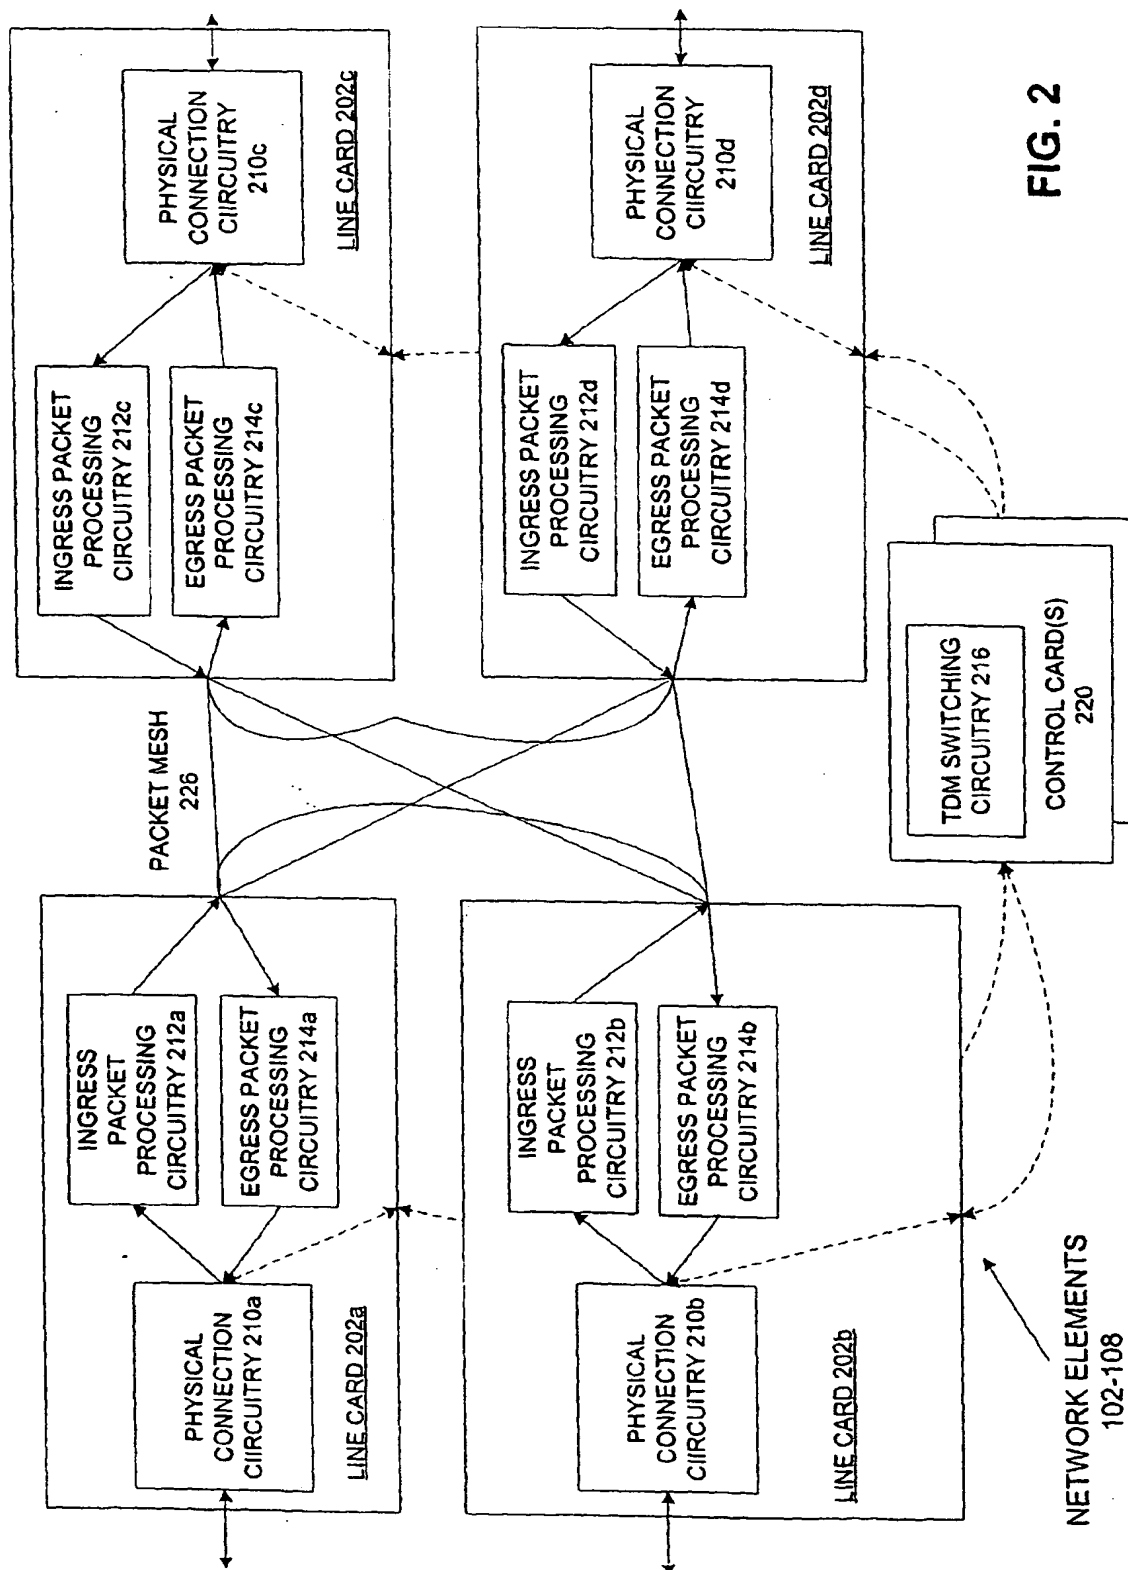 PHYSICAL
CONNECTION
CIIRCUITRY 210a
INGRESS
PACKET
PROCESSING
CIRCUITRY 212a
EGRESS PACKET
PROCESSING
CIRCUITRY 214a
LINE CARD 202a
PACKET MESH
226
INGRESS PACKET
PROCESSING
CIRCUITRY 212c
EGRESS PACKET
PROCESSING
CIRCUITRY 214c
PHYSICAL
CONNECTION
CIIRCUITRY
210c
LINE CARD 202c
PHYSICAL
CONNECTION
CIIRCUITRY 210b
INGRESS
PACKET
PROCESSING
CIRCUITRY 212b
EGRESS PACKET
PROCESSING
CIRCUITRY 214b
LINE CARD 202b
INGRESS PACKET
PROCESSING
CIRCUITRY 212d
EGRESS PACKET
PROCESSING
CIRCUITRY 214d
PHYSICAL
CONNECTION
CIIRCUITRY
210d
LINE CARD 202d
TDM SWITCHING
CIRCUITRY 216
CONTROL CARD(S)
220
NETWORK ELEMENTS
102-108
FIG. 2